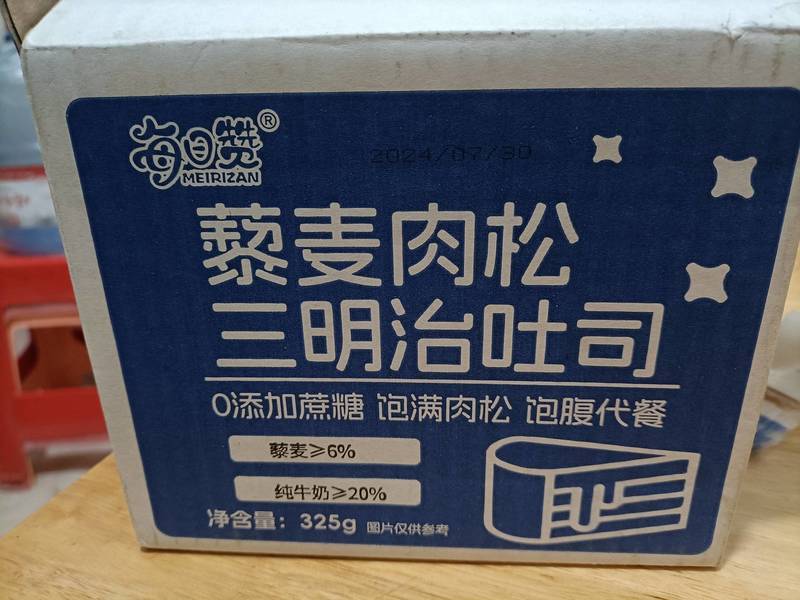 每日赞®
MEIRIZAN
2024/07/30
藜麦肉松
三明治吐司
0添加蔗糖 饱满肉松 饱腹代餐
藜麦≥6%
纯牛奶≥20%
净含量：325g 图片仅供参考